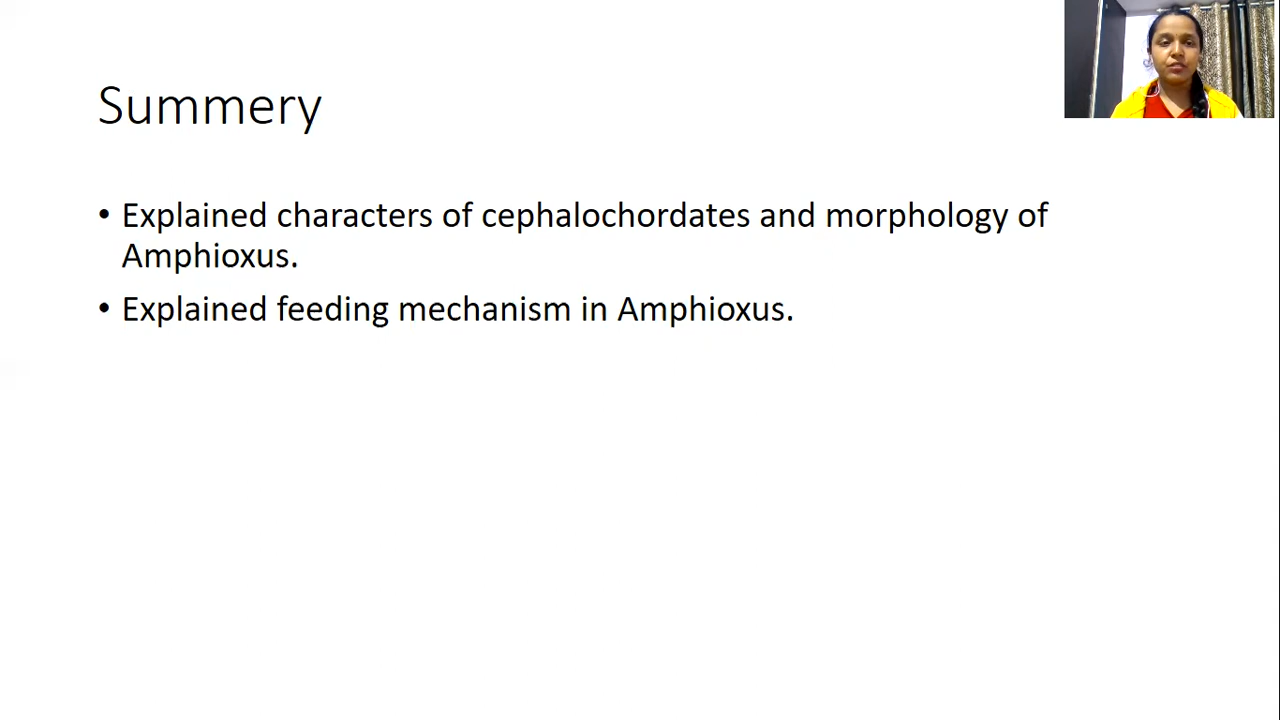 Summery
• Explained characters of cephalochordates and morphology of
Amphioxus.
• Explained feeding mechanism in Amphioxus.